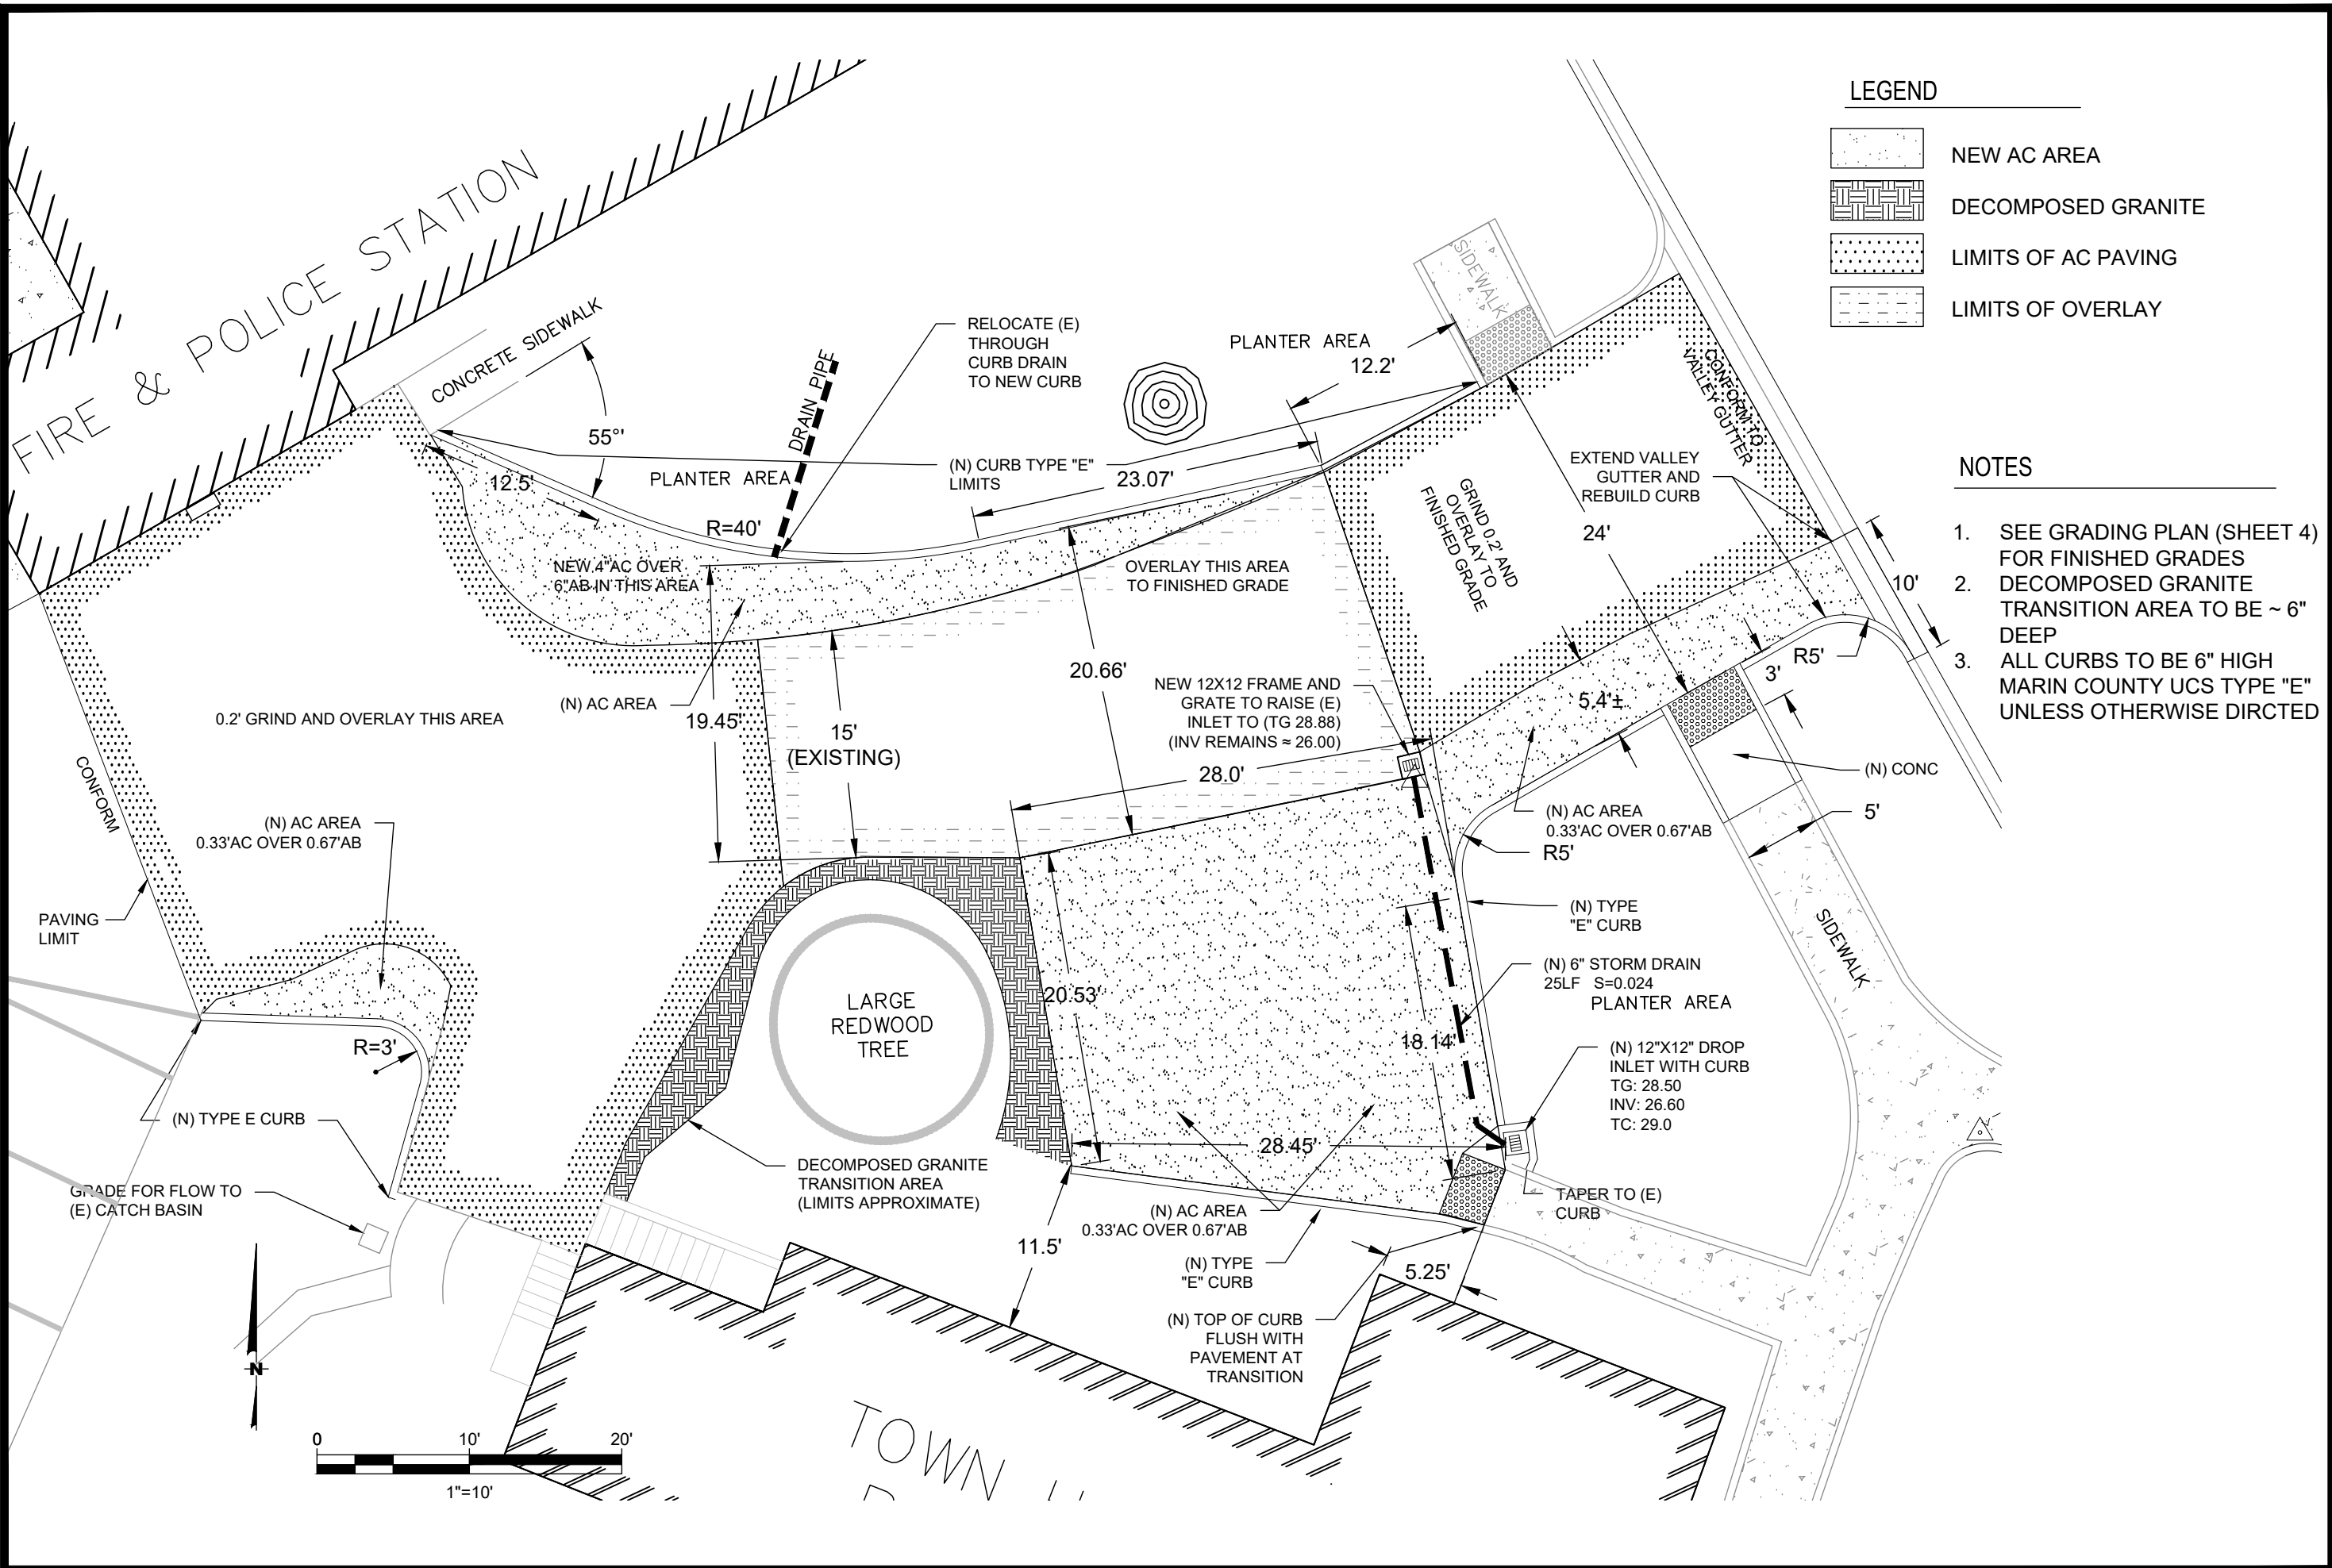 LEGEND
NEW AC AREA
DECOMPOSED GRANITE
LIMITS OF AC PAVING
LIMITS OF OVERLAY
NOTES
1. SEE GRADING PLAN (SHEET 4)
FOR FINISHED GRADES
2. DECOMPOSED GRANITE
TRANSITION AREA TO BE ~ 6"
DEEP
3. ALL CURBS TO BE 6" HIGH
MARIN COUNTY UCS TYPE "E"
UNLESS OTHERWISE DIRCTED
FIRE & POLICE STATION
CONCRETE SIDEWALK
55°'
12.5'
PLANTER AREA
DRAIN PIPE
R=40'
RELOCATE (E)
THROUGH
CURB DRAIN
TO NEW CURB
(N) CURB TYPE "E"
LIMITS
23.07'
PLANTER AREA
12.2'
SIDEWALK
CONFORM TO
VALLEY GUTTER
EXTEND VALLEY
GUTTER AND
REBUILD CURB
24'
GRIND 0.2' AND
OVERLAY TO
FINISHED GRADE
10'
R5'
3'
5.4'±
NEW 4"AC OVER
6"AB IN THIS AREA
OVERLAY THIS AREA
TO FINISHED GRADE
(N) AC AREA
19.45'
15'
(EXISTING)
20.66'
NEW 12X12 FRAME AND
GRATE TO RAISE (E)
INLET TO (TG 28.88)
(INV REMAINS ≈ 26.00)
28.0'
0.2' GRIND AND OVERLAY THIS AREA
CONFORM
(N) AC AREA
0.33'AC OVER 0.67'AB
PAVING
LIMIT
R=3'
(N) TYPE E CURB
GRADE FOR FLOW TO
(E) CATCH BASIN
LARGE
REDWOOD
TREE
DECOMPOSED GRANITE
TRANSITION AREA
(LIMITS APPROXIMATE)
20.53'
18.14'
28.45'
11.5'
(N) AC AREA
0.33'AC OVER 0.67'AB
(N) TYPE
"E" CURB
(N) TOP OF CURB
FLUSH WITH
PAVEMENT AT
TRANSITION
5.25'
(N) CONC
5'
(N) AC AREA
0.33'AC OVER 0.67'AB
R5'
(N) TYPE
"E" CURB
(N) 6" STORM DRAIN
25LF S=0.024
PLANTER AREA
SIDEWALK
(N) 12"X12" DROP
INLET WITH CURB
TG: 28.50
INV: 26.60
TC: 29.0
TAPER TO (E)
CURB
N
0 10' 20'
1"=10'
TOWN